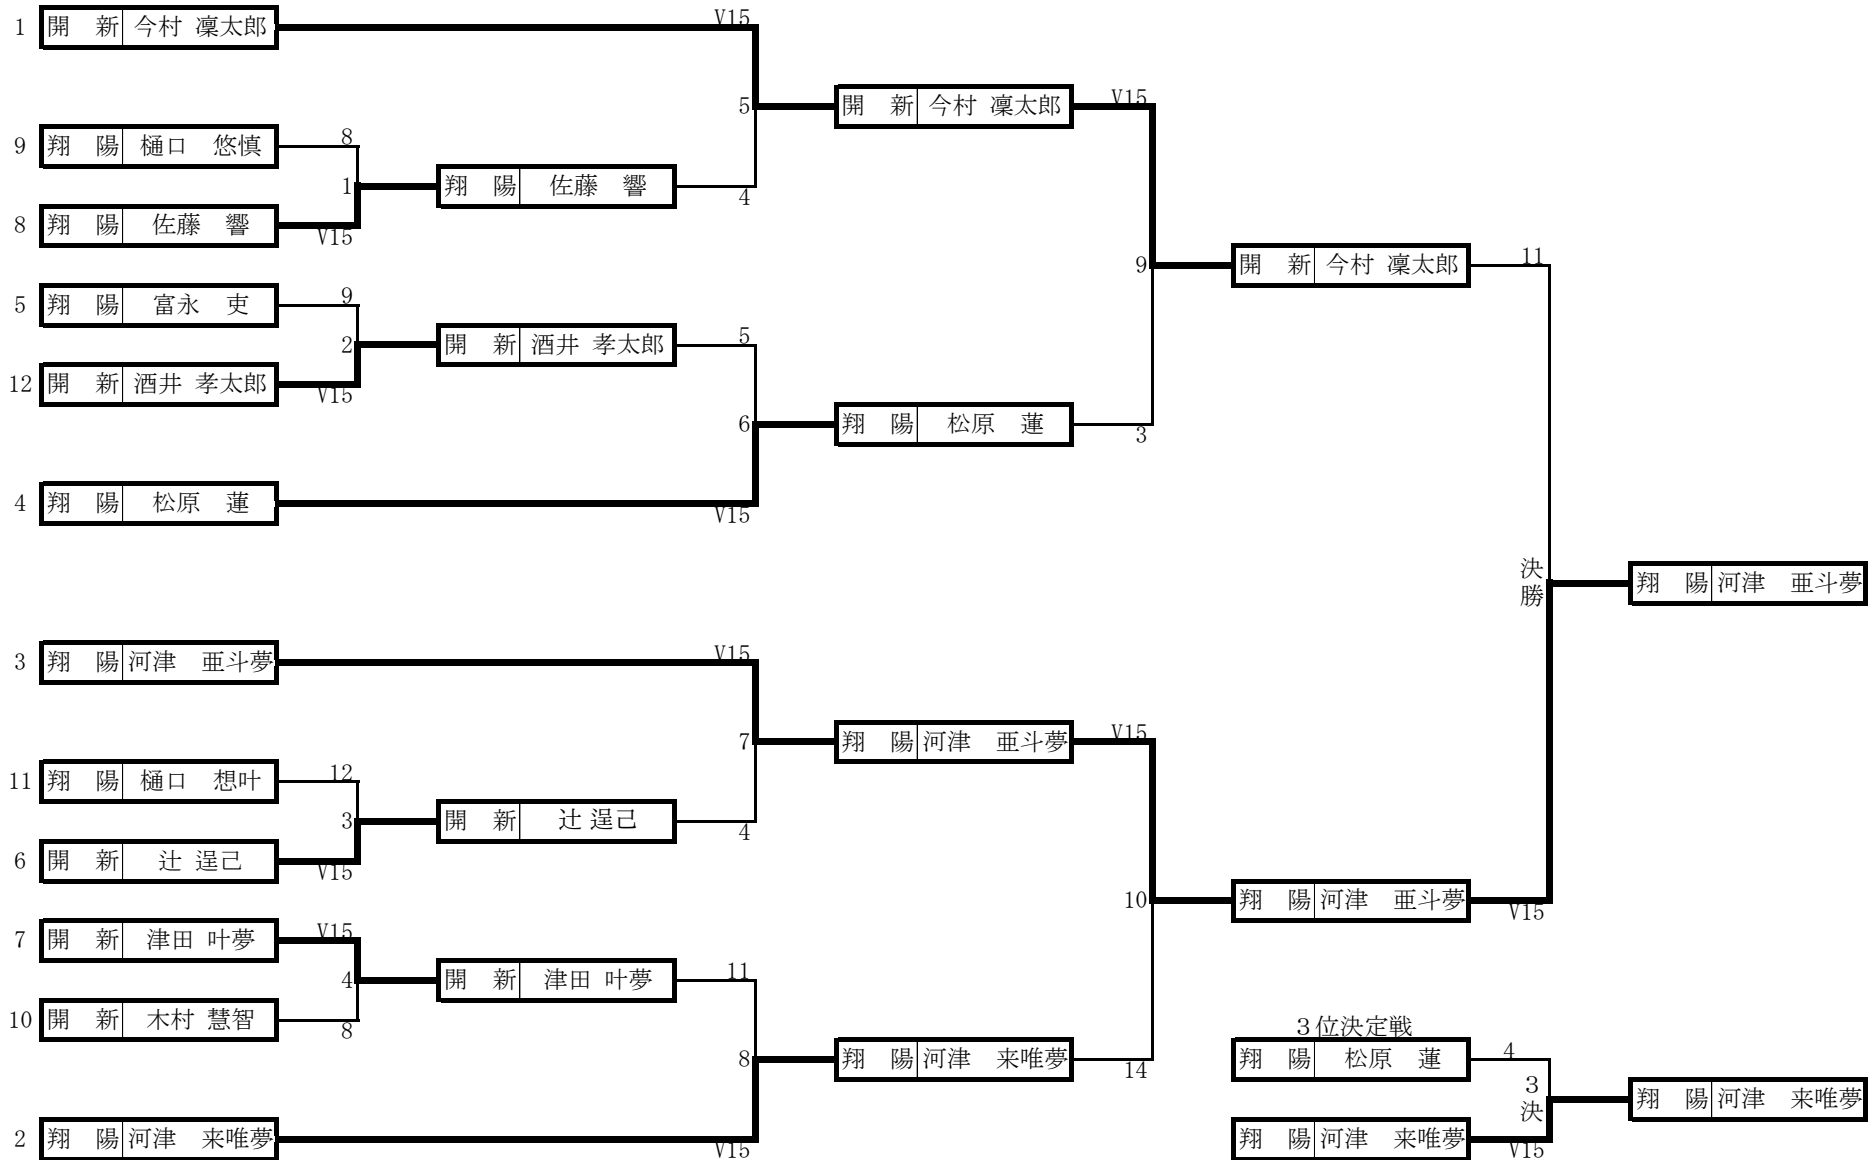 1 開　新 今村 凜太郎 V15
5 開　新 今村 凜太郎 V15
9 翔　陽 樋口　悠慎 8
1 翔　陽 佐藤　響 4
8 翔　陽 佐藤　響 V15
9 開　新 今村 凜太郎 11
5 翔　陽 富永　吏 9
2 開　新 酒井 孝太郎 5
12 開　新 酒井 孝太郎 V15
6 翔　陽 松原　蓮 3
4 翔　陽 松原　蓮 V15
決勝 翔　陽 河津　亜斗夢
3 翔　陽 河津　亜斗夢 V15
7 翔　陽 河津　亜斗夢 V15
11 翔　陽 樋口　想叶 12
3 開　新 辻 逞己 4
6 開　新 辻 逞己 V15
10 翔　陽 河津　亜斗夢 V15
7 開　新 津田 叶夢 V15
4 開　新 津田 叶夢 11
10 開　新 木村 慧智 8
8 翔　陽 河津　来唯夢 14
2 翔　陽 河津　来唯夢 V15
３位決定戦
翔　陽 松原　蓮 4
３決 翔　陽 河津　来唯夢
翔　陽 河津　来唯夢 V15